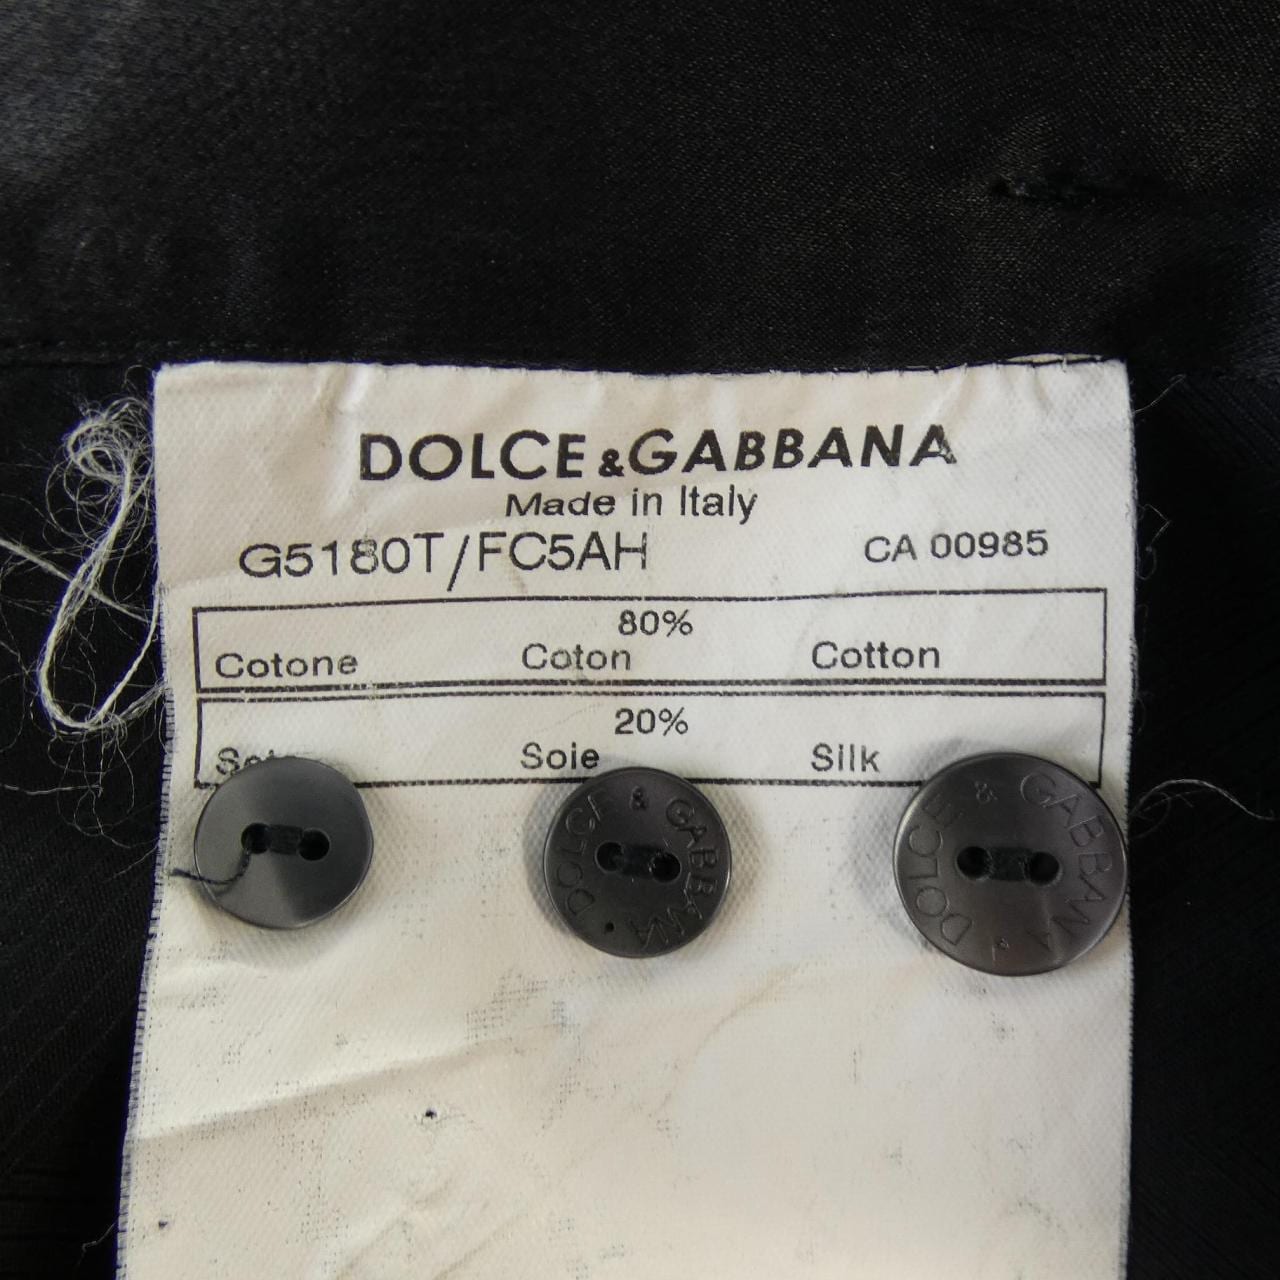 DOLCE & GABBANA
Made in Italy
G5180T/FC5AH CA 00985
80%
Cotone Coton Cotton
20%
Soie Silk
DOLCE & GABBANA
DOLCE & GABBANA